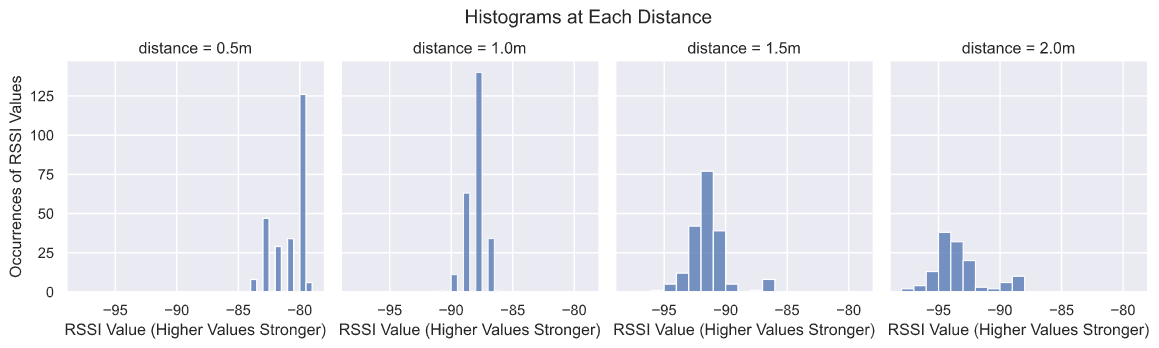 Histograms at Each Distance
distance = 0.5m
distance = 1.0m
distance = 1.5m
distance = 2.0m
Occurrences of RSSI Values
125
100
75
50
25
0
−95 −90 −85 −80
−95 −90 −85 −80
−95 −90 −85 −80
−95 −90 −85 −80
RSSI Value (Higher Values Stronger)
RSSI Value (Higher Values Stronger)
RSSI Value (Higher Values Stronger)
RSSI Value (Higher Values Stronger)